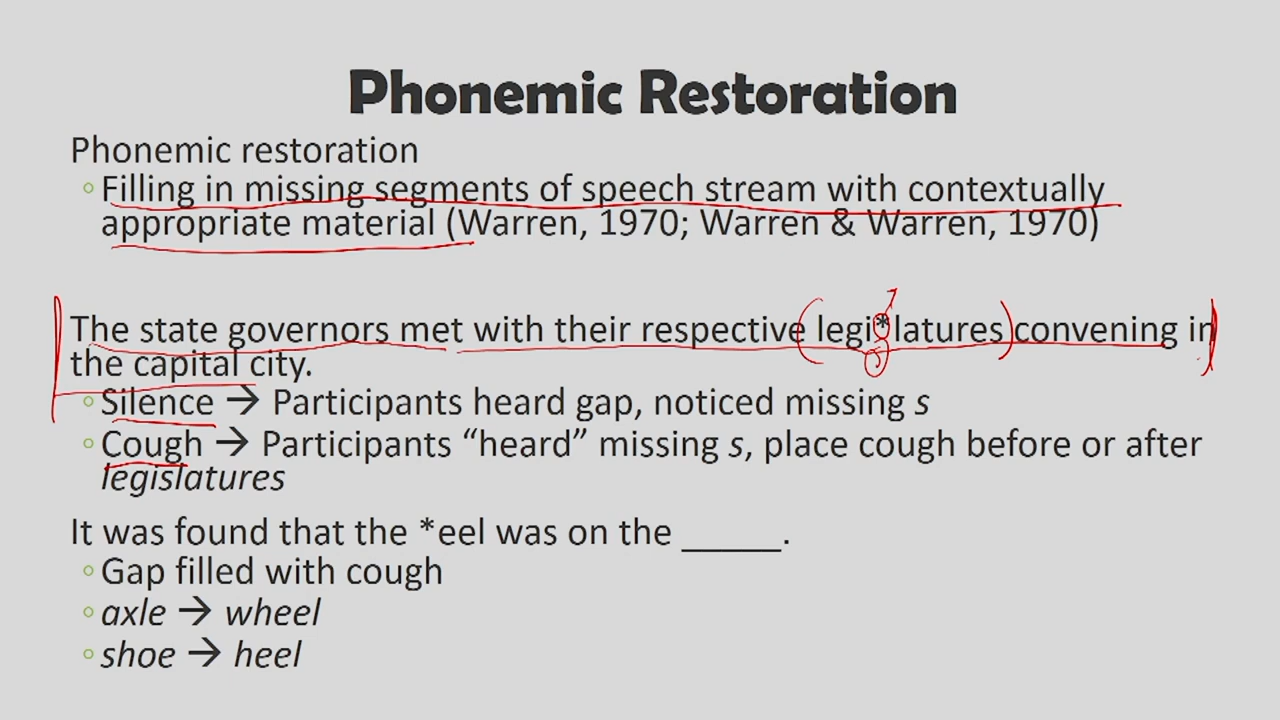 Phonemic Restoration
Phonemic restoration
Filling in missing segments of speech stream with contextually
appropriate material (Warren, 1970; Warren & Warren, 1970)
The state governors met with their respective legi*latures convening in
the capital city.
Silence → Participants heard gap, noticed missing s
Cough → Participants “heard” missing s, place cough before or after
legislatures
It was found that the *eel was on the _____.
Gap filled with cough
axle → wheel
shoe → heel